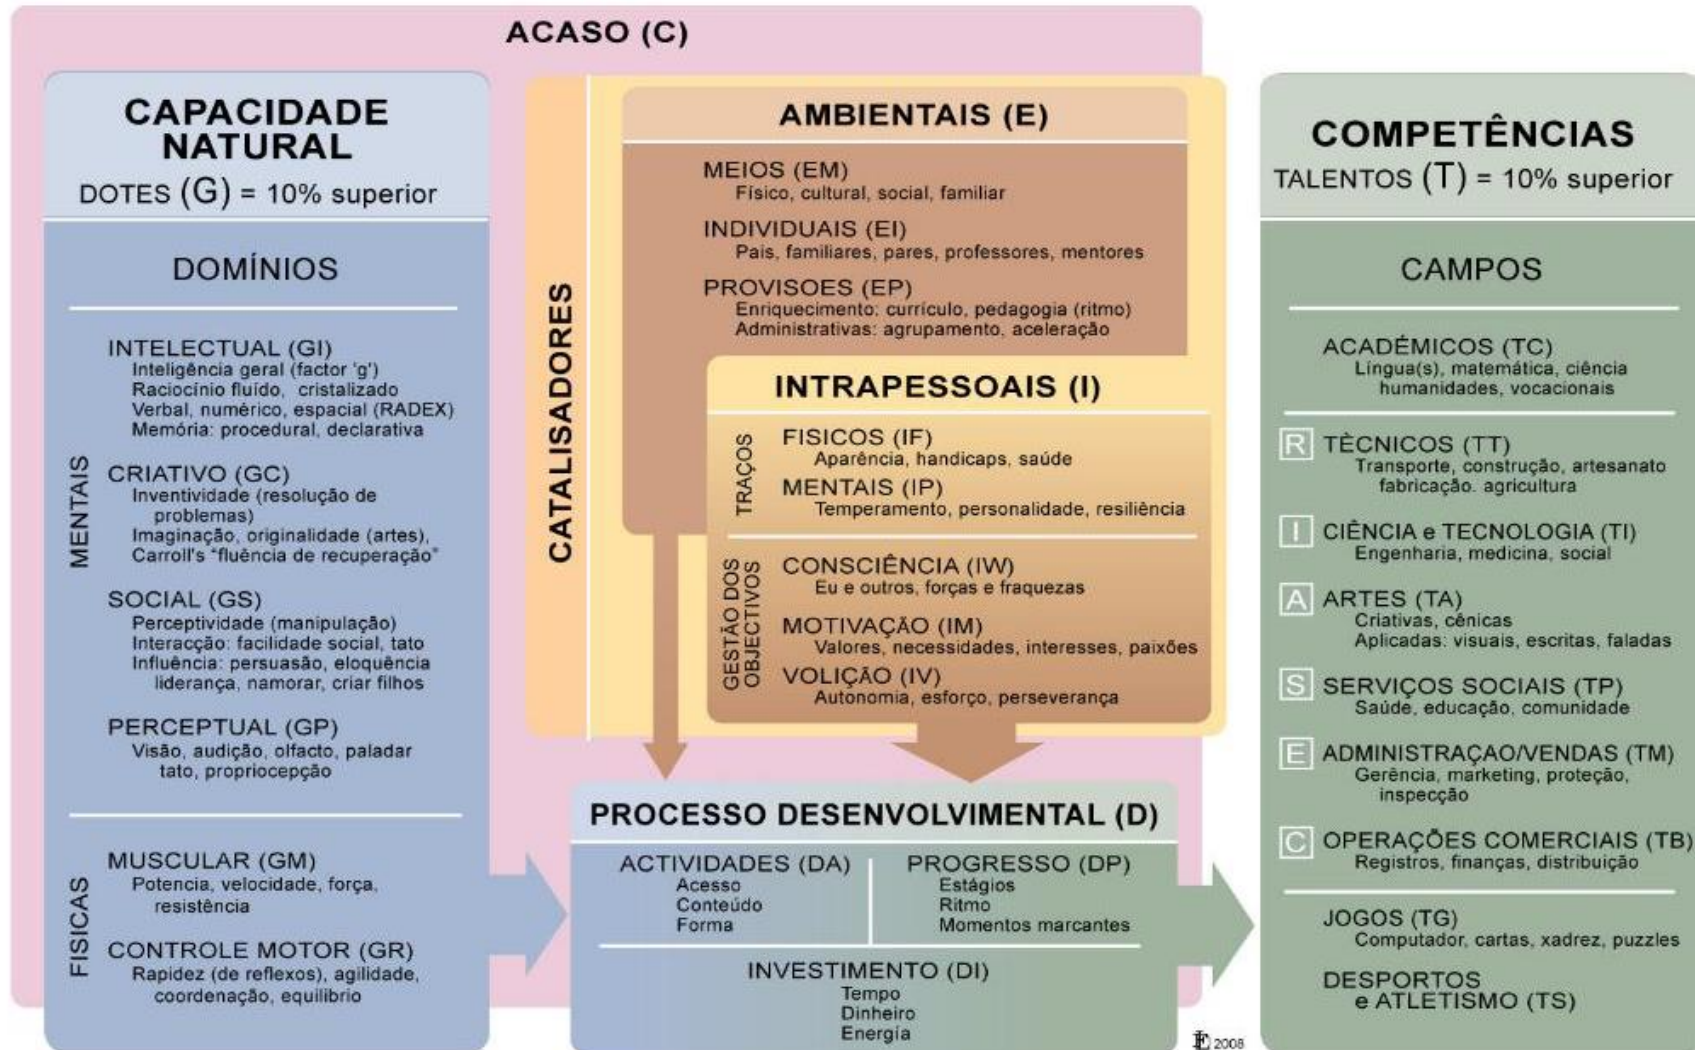 ACASO (C)
CAPACIDADE
NATURAL
DOTES (G) = 10% superior
DOMÍNIOS
MENTAIS
INTELECTUAL (GI)
Inteligência geral (factor 'g')
Raciocínio fluído, cristalizado
Verbal, numérico, espacial (RADEX)
Memória: procedural, declarativa
CRIATIVO (GC)
Inventividade (resolução de
problemas)
Imaginação, originalidade (artes),
Carroll's "fluência de recuperação"
SOCIAL (GS)
Perceptividade (manipulação)
Interacção: facilidade social, tato
Influência: persuasão, eloquência
liderança, namorar, criar filhos
PERCEPTUAL (GP)
Visão, audição, olfacto, paladar
tato, propriocepção
FISICAS
MUSCULAR (GM)
Potencia, velocidade, força,
resistência
CONTROLE MOTOR (GR)
Rapidez (de reflexos), agilidade,
coordenação, equilibrio
CATALISADORES
AMBIENTAIS (E)
MEIOS (EM)
Físico, cultural, social, familiar
INDIVIDUAIS (EI)
Pais, familiares, pares, professores, mentores
PROVISOES (EP)
Enriquecimento: currículo, pedagogia (ritmo)
Administrativas: agrupamento, aceleração
INTRAPESSOAIS (I)
TRAÇOS
FISICOS (IF)
Aparência, handicaps, saúde
MENTAIS (IP)
Temperamento, personalidade, resiliência
GESTÃO DOS
OBJECTIVOS
CONSCIÊNCIA (IW)
Eu e outros, forças e fraquezas
MOTIVAÇÃO (IM)
Valores, necessidades, interesses, paixões
VOLIÇÃO (IV)
Autonomia, esforço, perseverança
PROCESSO DESENVOLVIMENTAL (D)
ACTIVIDADES (DA)
Acesso
Conteúdo
Forma
PROGRESSO (DP)
Estágios
Ritmo
Momentos marcantes
INVESTIMENTO (DI)
Tempo
Dinheiro
Energía
2008
COMPETÊNCIAS
TALENTOS (T) = 10% superior
CAMPOS
ACADÉMICOS (TC)
Língua(s), matemática, ciência
humanidades, vocacionais
R TÈCNICOS (TT)
Transporte, construção, artesanato
fabricação. agricultura
I CIÊNCIA e TECNOLOGIA (TI)
Engenharia, medicina, social
A ARTES (TA)
Criativas, cênicas
Aplicadas: visuais, escritas, faladas
S SERVIÇOS SOCIAIS (TP)
Saúde, educação, comunidade
E ADMINISTRAÇAO/VENDAS (TM)
Gerência, marketing, proteção,
inspecção
C OPERAÇÕES COMERCIAIS (TB)
Registros, finanças, distribuição
JOGOS (TG)
Computador, cartas, xadrez, puzzles
DESPORTOS
e ATLETISMO (TS)